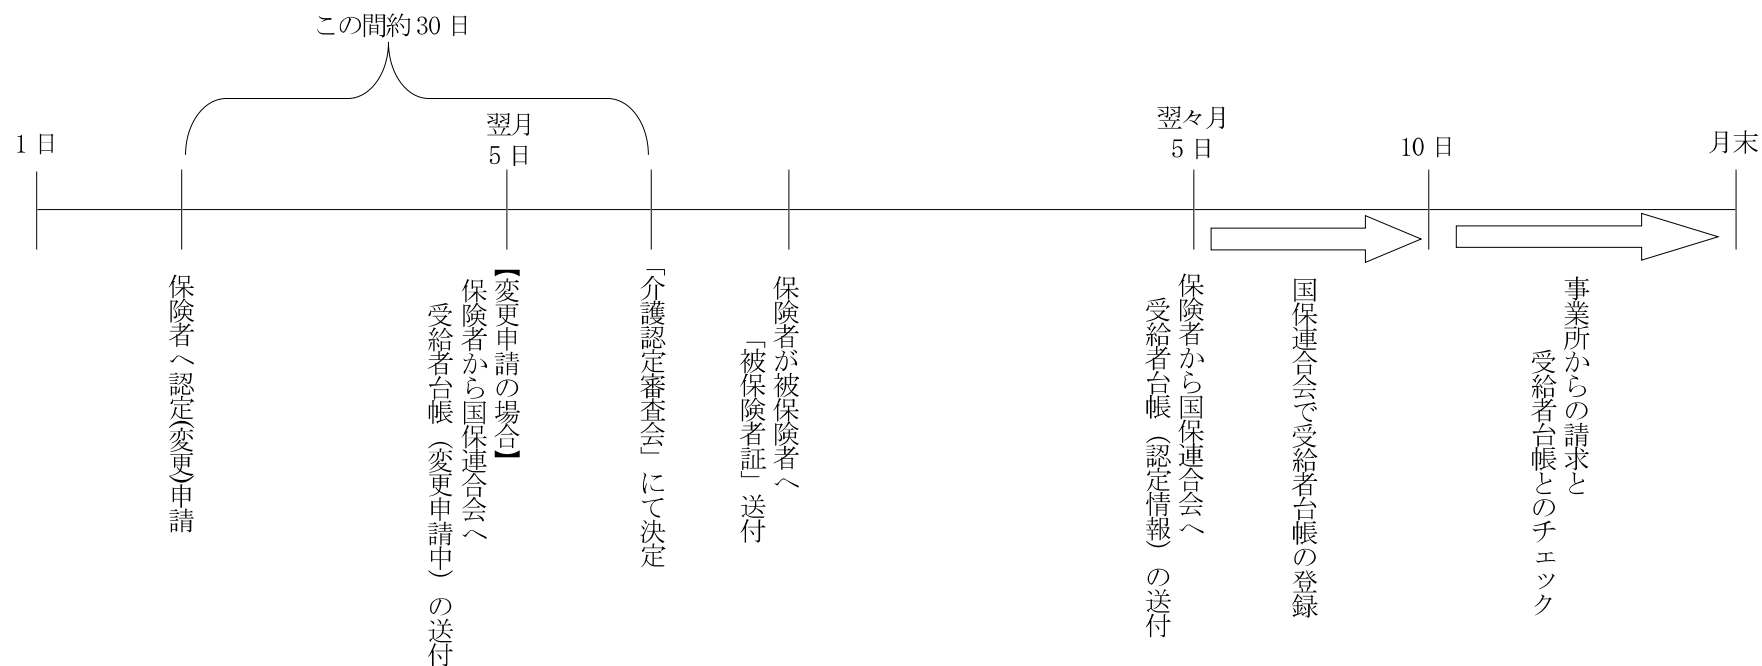 この間約30日
1日
翌月
5日
翌々月
5日
10日
月末
保険者へ認定(変更)申請
【変更申請の場合】
保険者から国保連合会へ
受給者台帳（変更申請中）の送付
「介護認定審査会」にて決定
保険者が被保険者へ
「被保険者証」送付
保険者から国保連合会へ
受給者台帳（認定情報）の送付
国保連合会で受給者台帳の登録
事業所からの請求と
受給者台帳とのチェック